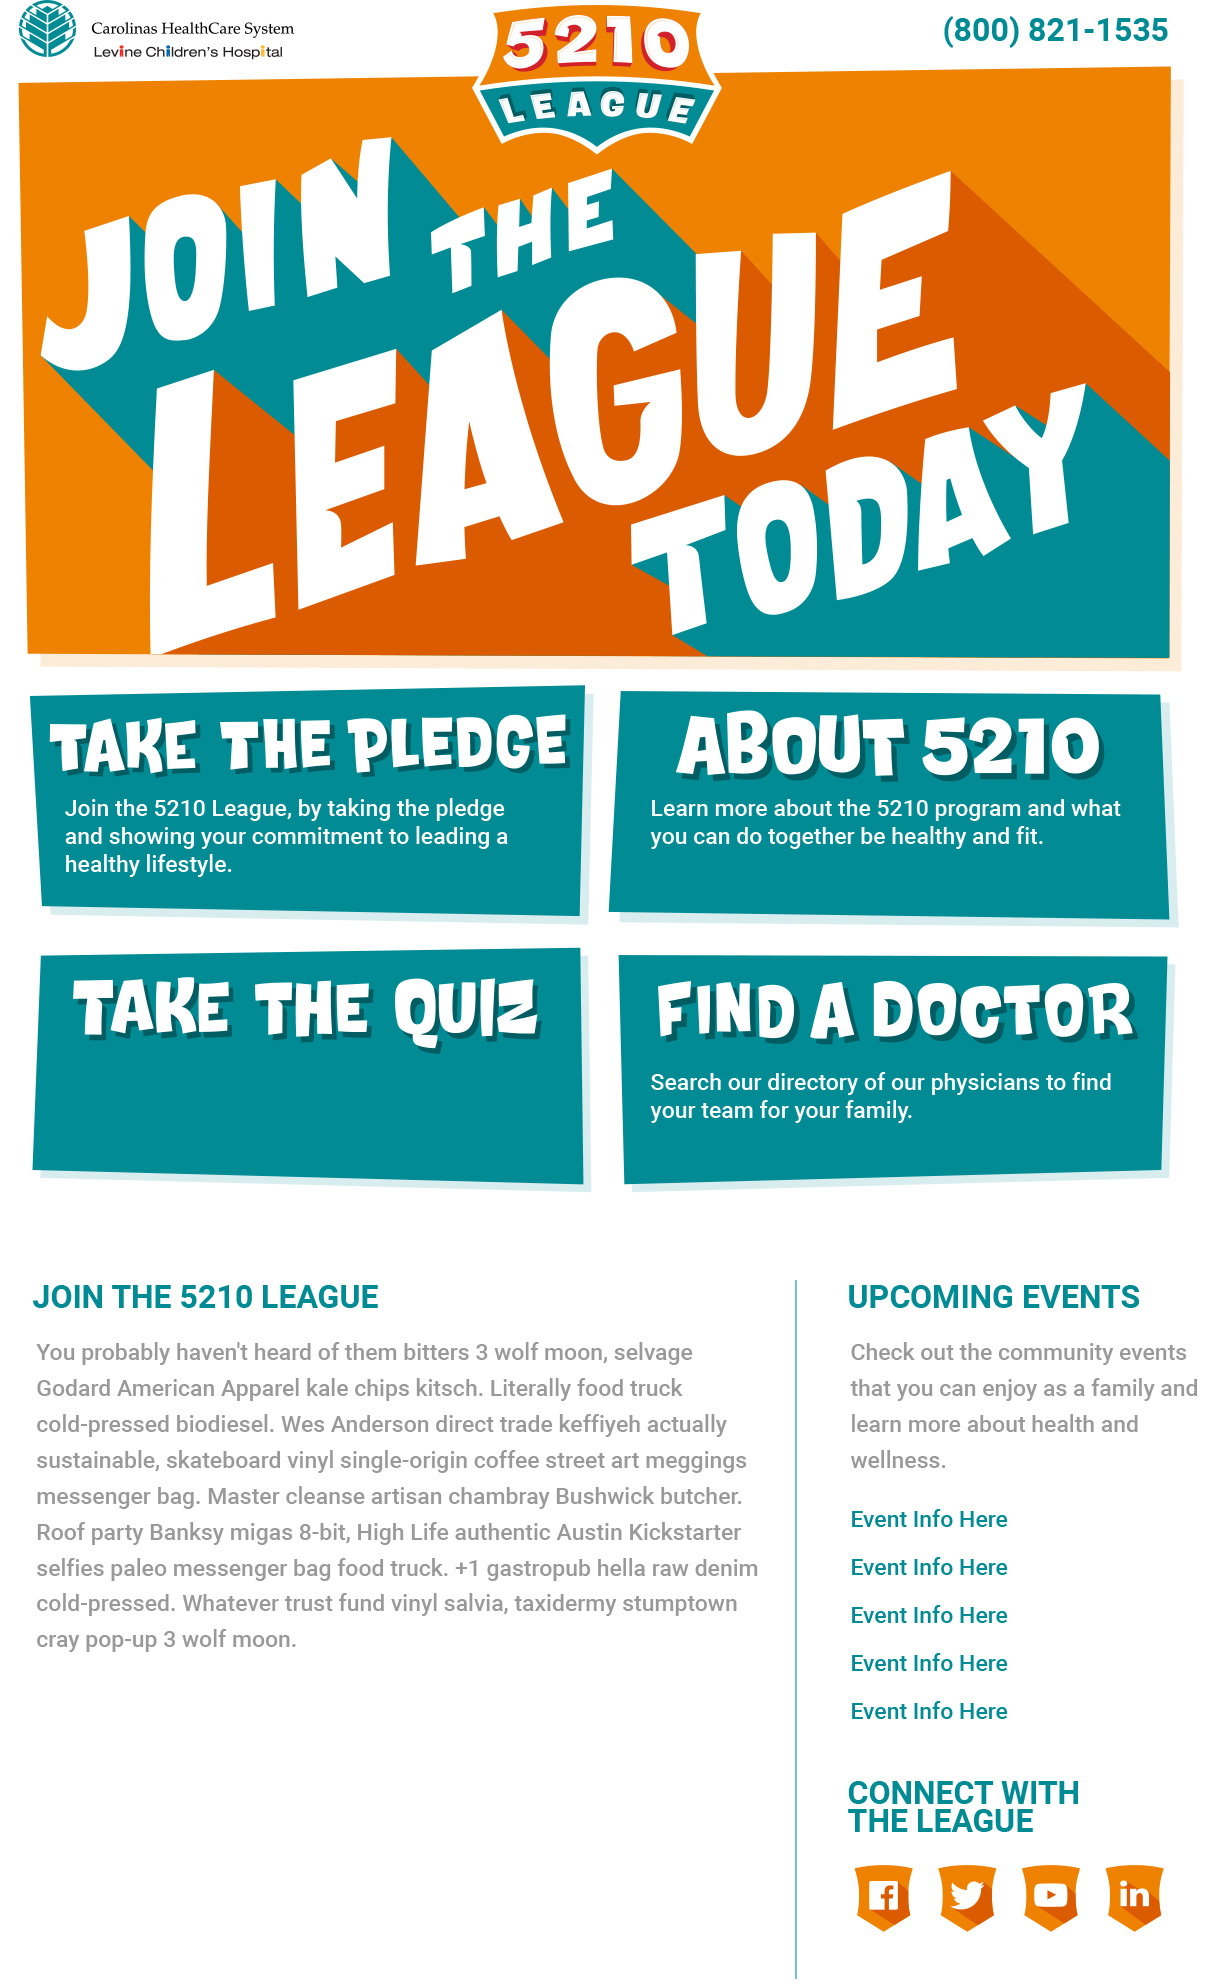 Carolinas HealthCare System
Levine Children's Hospital
5210
LEAGUE
(800) 821-1535
JOIN THE
LEAGUE
TODAY
TAKE THE PLEDGE
Join the 5210 League, by taking the pledge
and showing your commitment to leading a
healthy lifestyle.
ABOUT 5210
Learn more about the 5210 program and what
you can do together be healthy and fit.
TAKE THE QUIZ
FIND A DOCTOR
Search our directory of our physicians to find
your team for your family.
JOIN THE 5210 LEAGUE
You probably haven't heard of them bitters 3 wolf moon, selvage
Godard American Apparel kale chips kitsch. Literally food truck
cold-pressed biodiesel. Wes Anderson direct trade keffiyeh actually
sustainable, skateboard vinyl single-origin coffee street art meggings
messenger bag. Master cleanse artisan chambray Bushwick butcher.
Roof party Banksy migas 8-bit, High Life authentic Austin Kickstarter
selfies paleo messenger bag food truck. +1 gastropub hella raw denim
cold-pressed. Whatever trust fund vinyl salvia, taxidermy stumptown
cray pop-up 3 wolf moon.
UPCOMING EVENTS
Check out the community events
that you can enjoy as a family and
learn more about health and
wellness.
Event Info Here
Event Info Here
Event Info Here
Event Info Here
Event Info Here
CONNECT WITH
THE LEAGUE